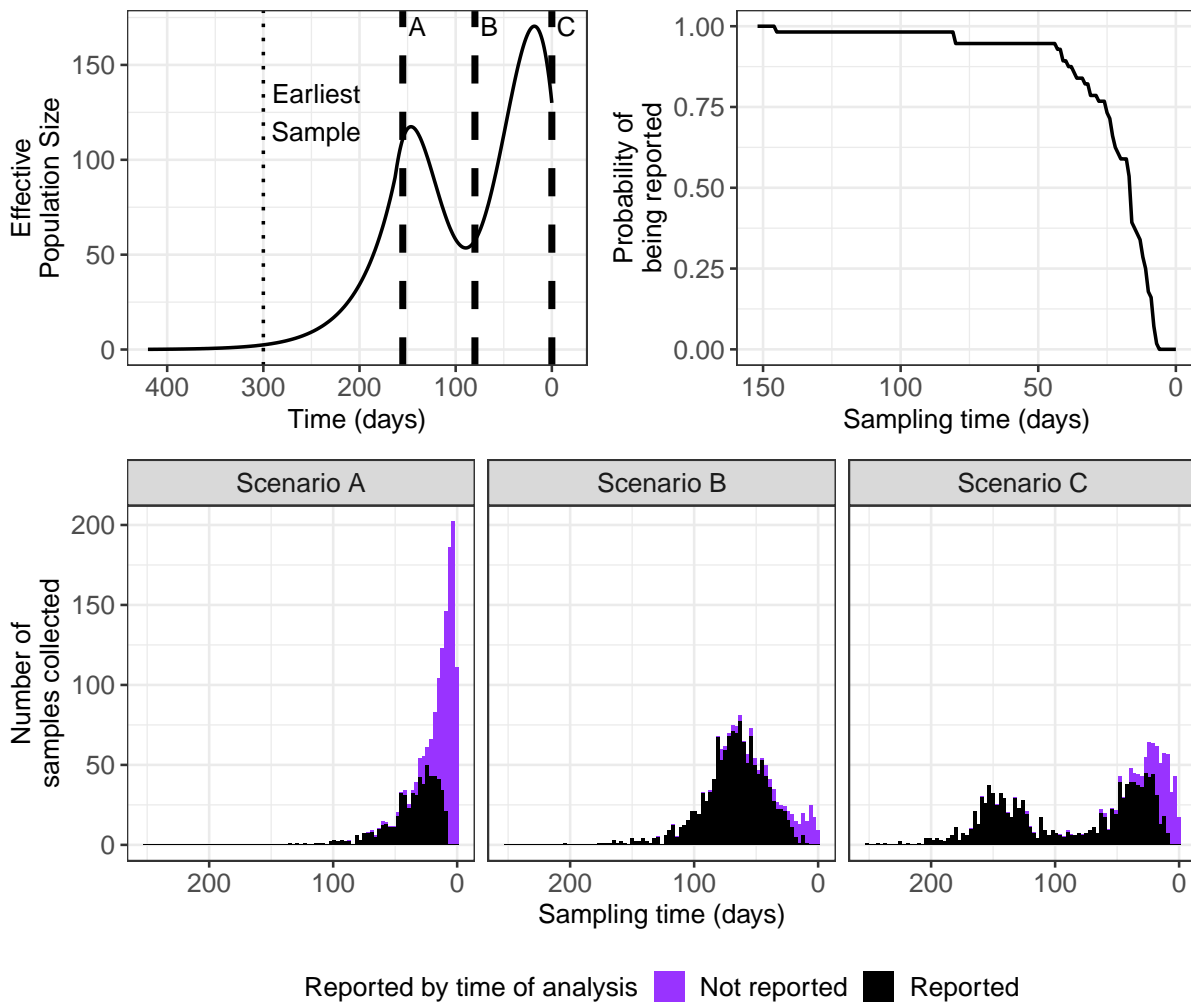 Effective
Population Size
150
100
50
0
A
B
C
Earliest
Sample
400
300
200
100
0
Time (days)
Probability of
being reported
1.00
0.75
0.50
0.25
0.00
150
100
50
0
Sampling time (days)
Scenario A
Scenario B
Scenario C
Number of
samples collected
200
150
100
50
0
200
100
0
200
100
0
200
100
0
Sampling time (days)
Reported by time of analysis
Not reported
Reported